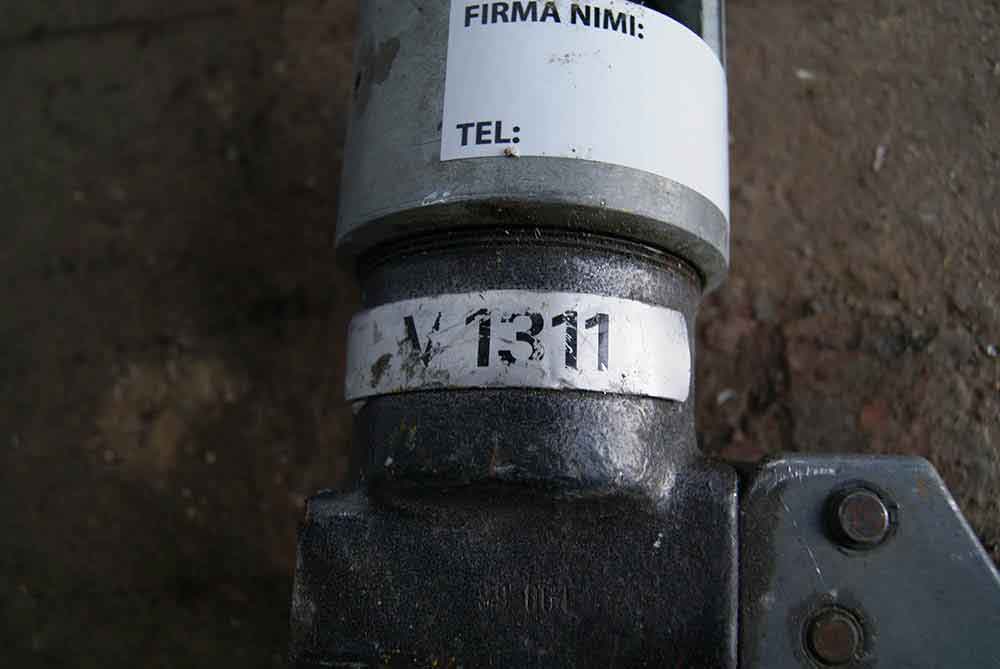 FIRMA NIMI:
TEL:
V 1311